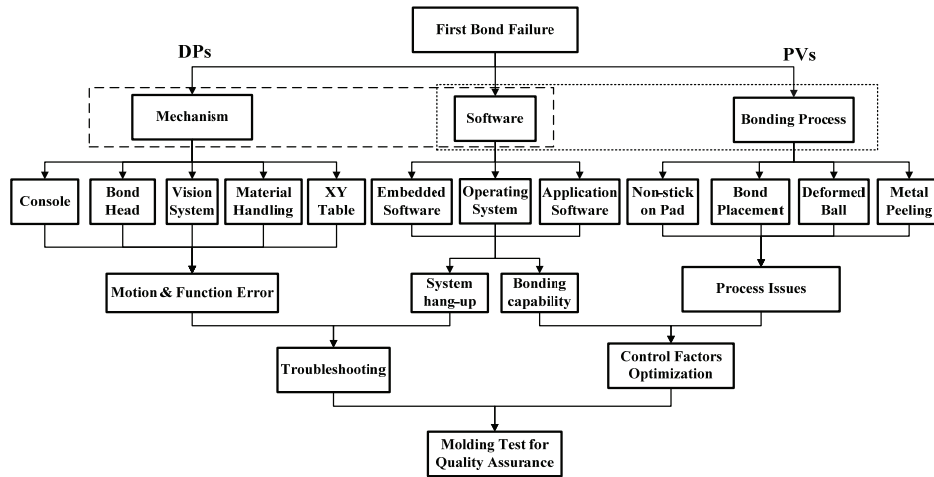 First Bond Failure
DPs
PVs
Mechanism
Software
Bonding Process
Console
Bond
Head
Vision
System
Material
Handling
XY
Table
Embedded
Software
Operating
System
Application
Software
Non-stick
on Pad
Bond
Placement
Deformed
Ball
Metal
Peeling
Motion & Function Error
System
hang-up
Bonding
capability
Process Issues
Troubleshooting
Control Factors
Optimization
Molding Test for
Quality Assurance